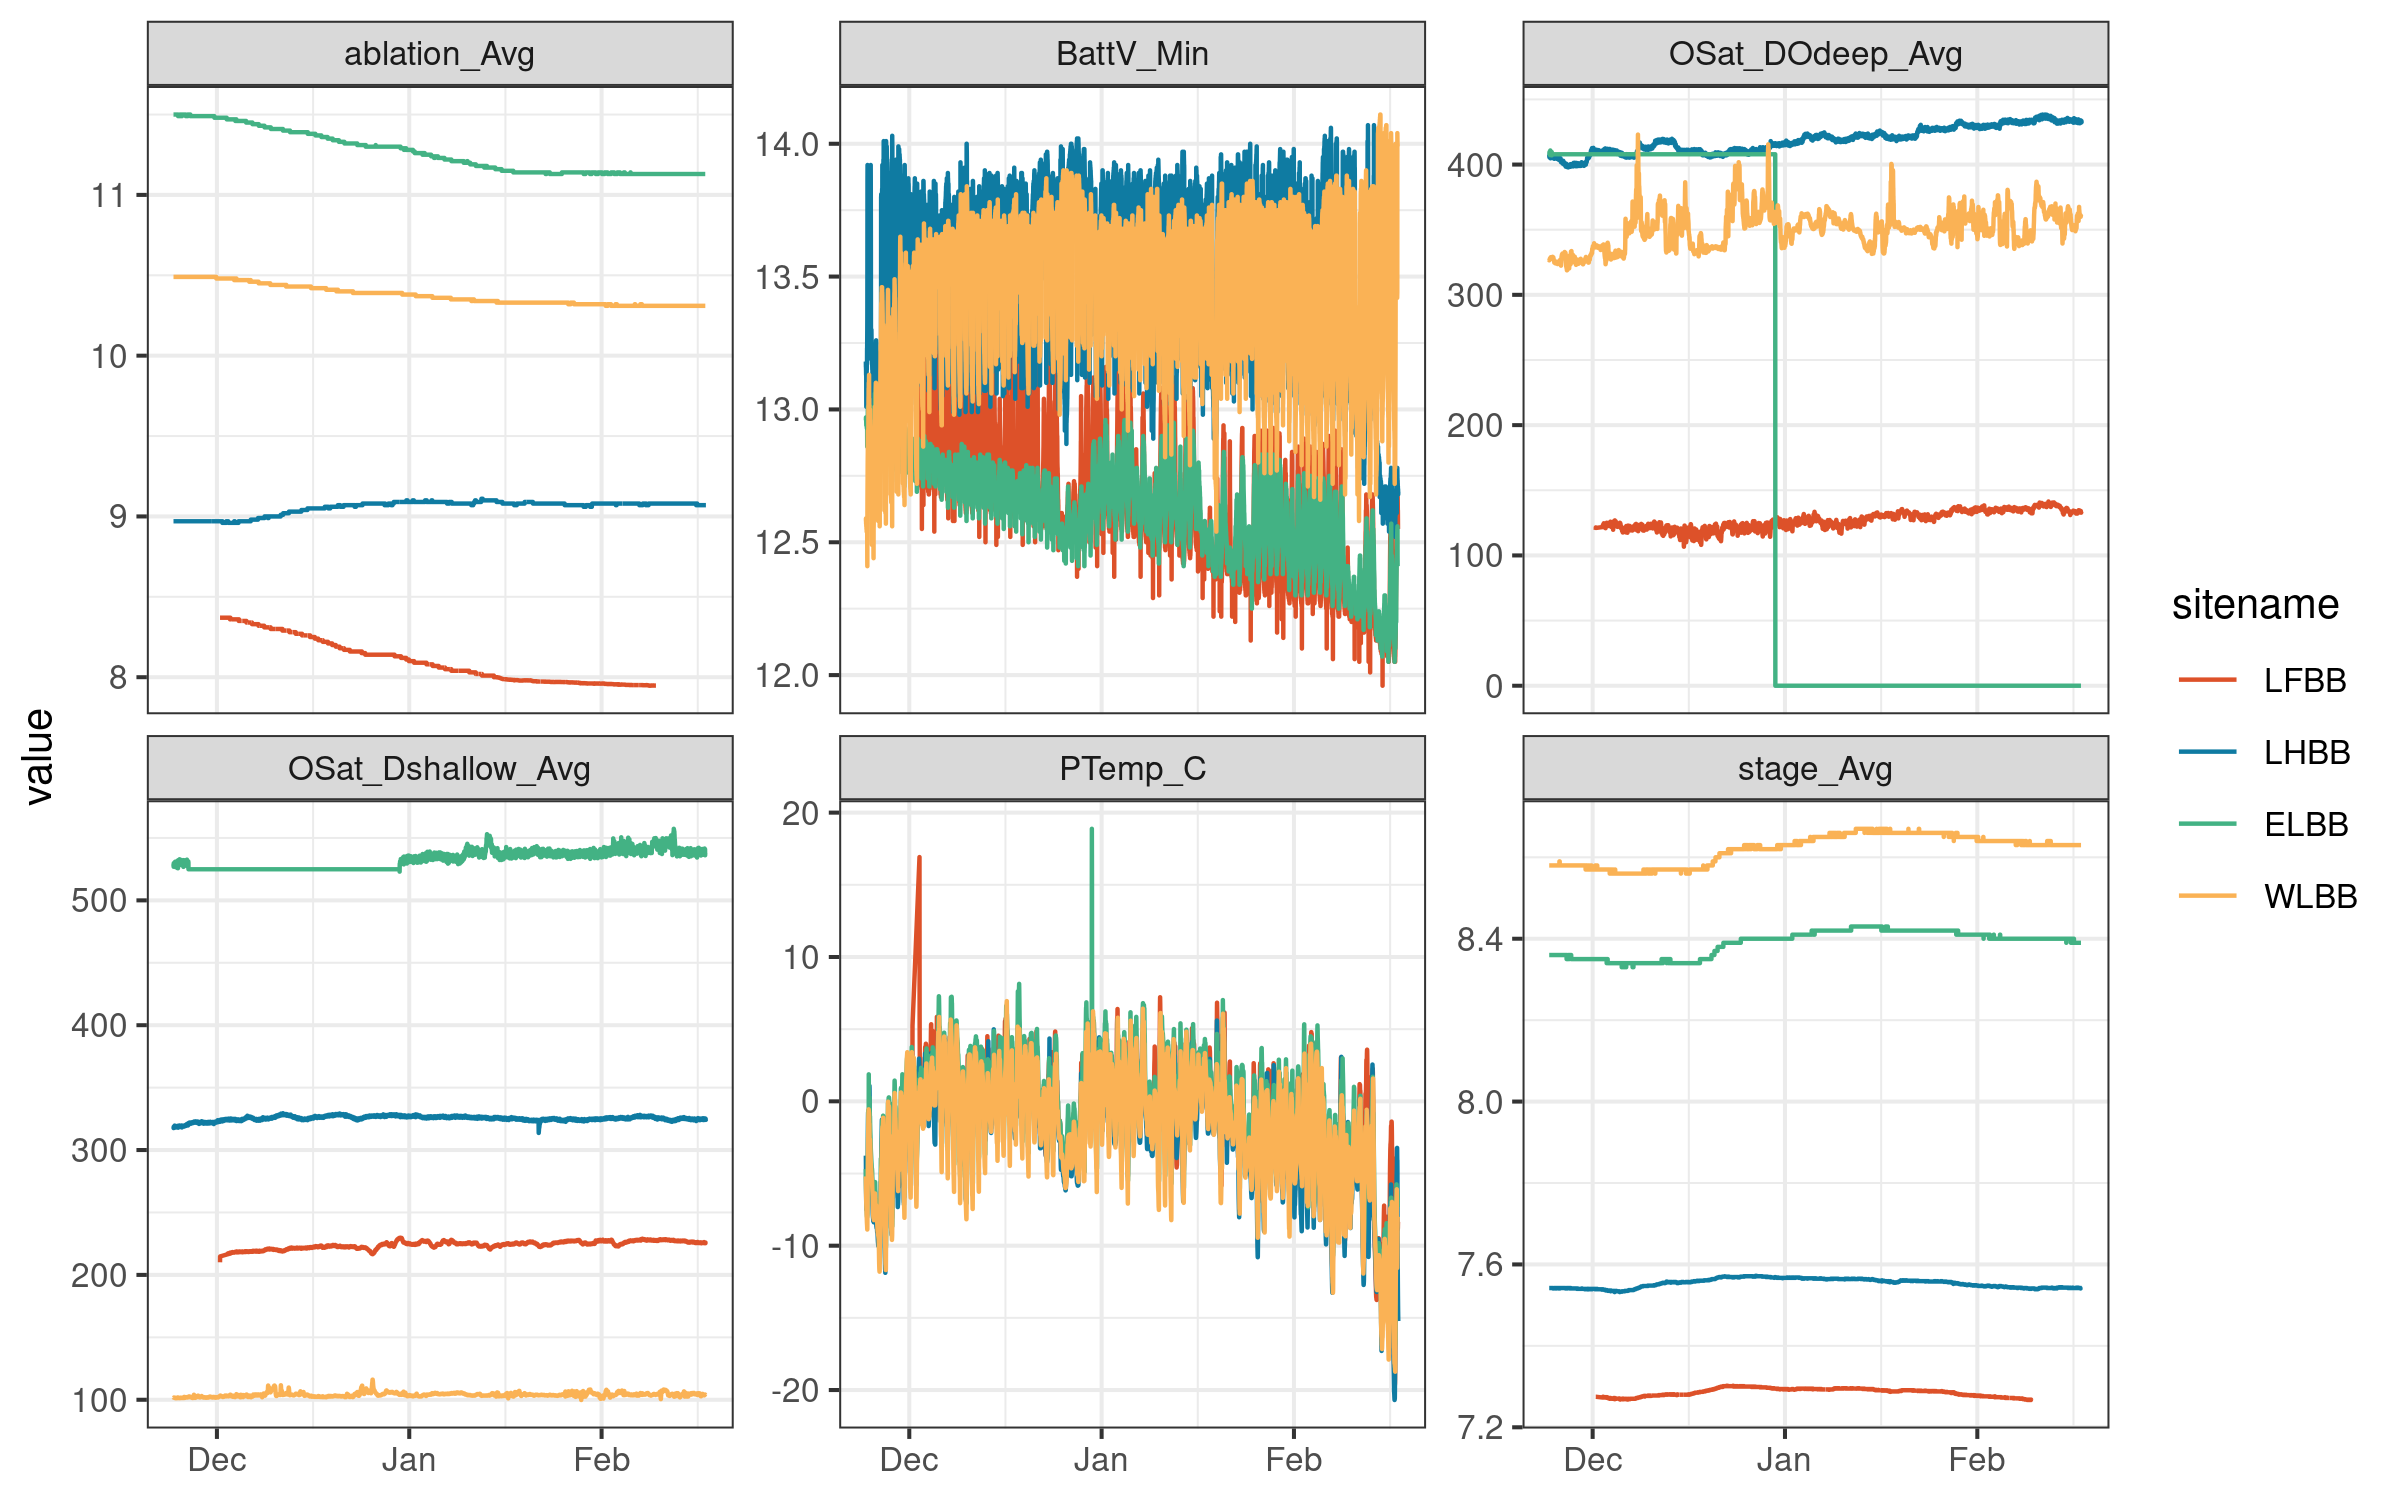 ablation_Avg
BattV_Min
OSat_DOdeep_Avg
11
10
9
8
14.0
13.5
13.0
12.5
12.0
400
300
200
100
0
value
OSat_Dshallow_Avg
PTemp_C
stage_Avg
500
400
300
200
100
20
10
0
-10
-20
8.4
8.0
7.6
7.2
Dec Jan Feb
Dec Jan Feb
Dec Jan Feb
sitename
LFBB
LHBB
ELBB
WLBB